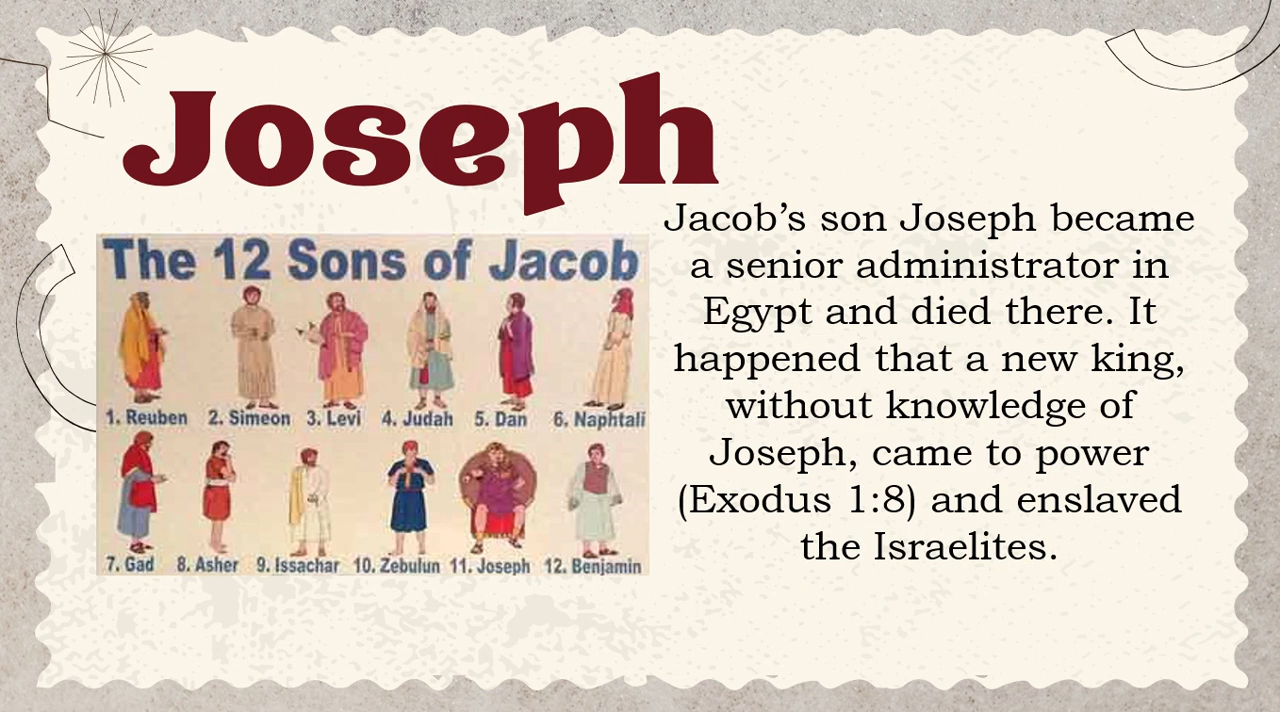 Joseph
The 12 Sons of Jacob
1. Reuben 2. Simeon 3. Levi 4. Judah 5. Dan 6. Naphtali
7. Gad 8. Asher 9. Issachar 10. Zebulun 11. Joseph 12. Benjamin
Jacob’s son Joseph became
a senior administrator in
Egypt and died there. It
happened that a new king,
without knowledge of
Joseph, came to power
(Exodus 1:8) and enslaved
the Israelites.